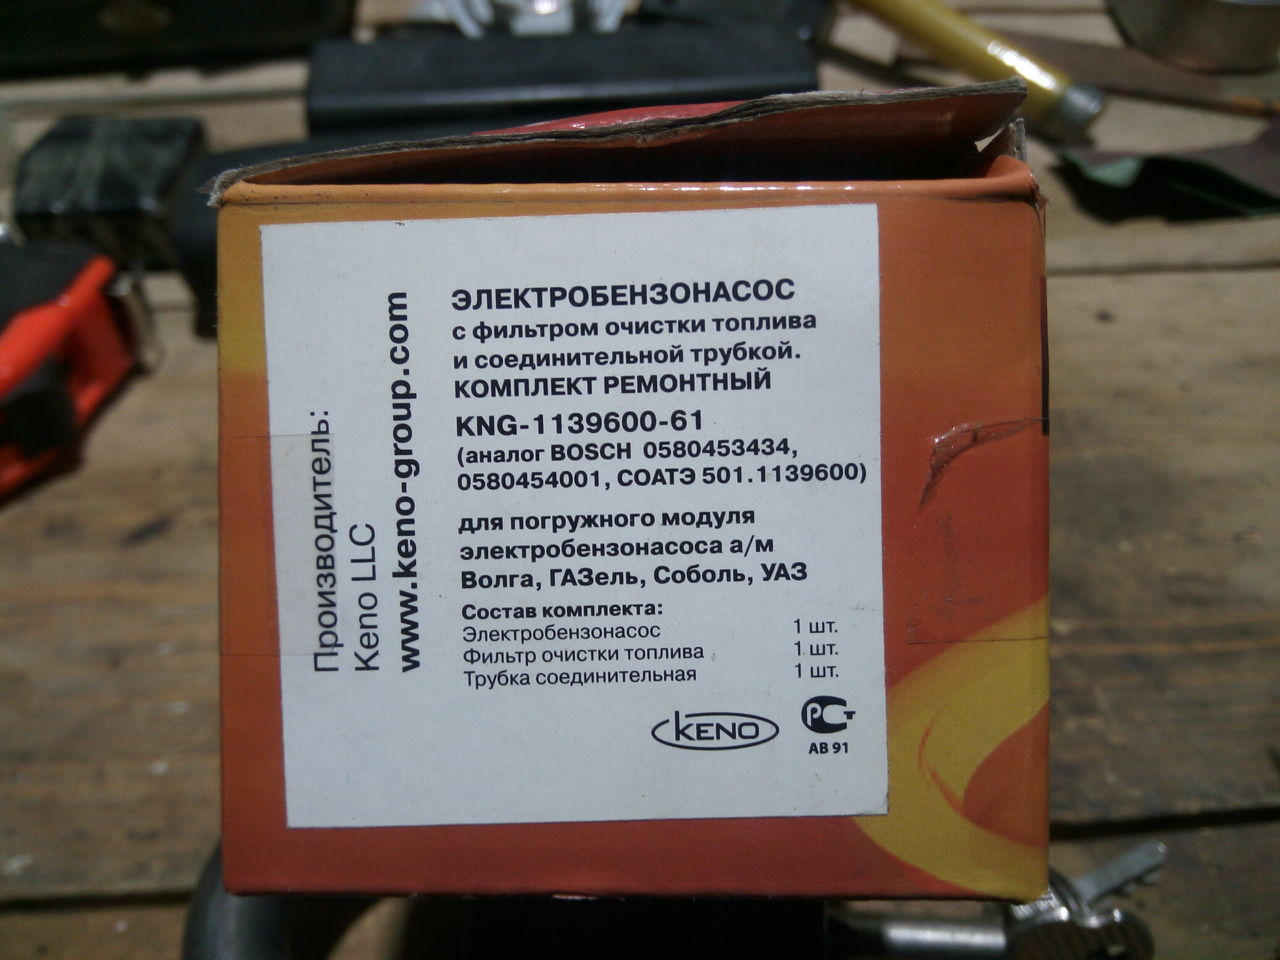 Производитель:
Keno LLC
www.keno-group.com
ЭЛЕКТРОБЕНЗОНАСОС
с фильтром очистки топлива
и соединительной трубкой.
КОМПЛЕКТ РЕМОНТНЫЙ
KNG-1139600-61
(аналог BOSCH 0580453434,
0580454001, СОАТЭ 501.1139600)
для погружного модуля
электробензонасоса а/м
Волга, ГАЗель, Соболь, УАЗ
Состав комплекта:
Электробензонасос 1 шт.
Фильтр очистки топлива 1 шт.
Трубка соединительная 1 шт.
KENO
РСТ
АВ 91